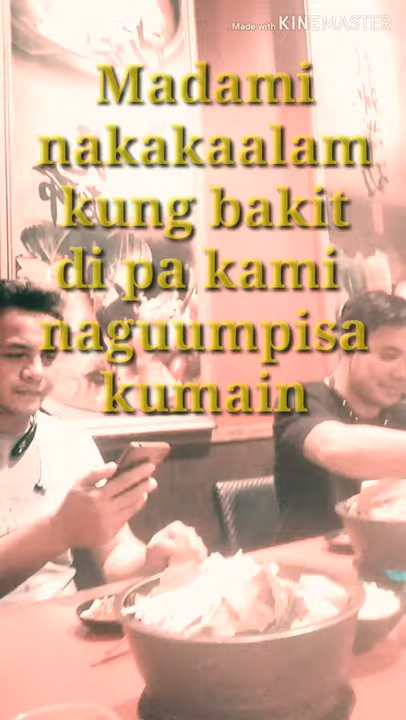 Made with KINEMASTER
Madami
nakakaalam
kung bakit
di pa kami
naguumpisa
kumain